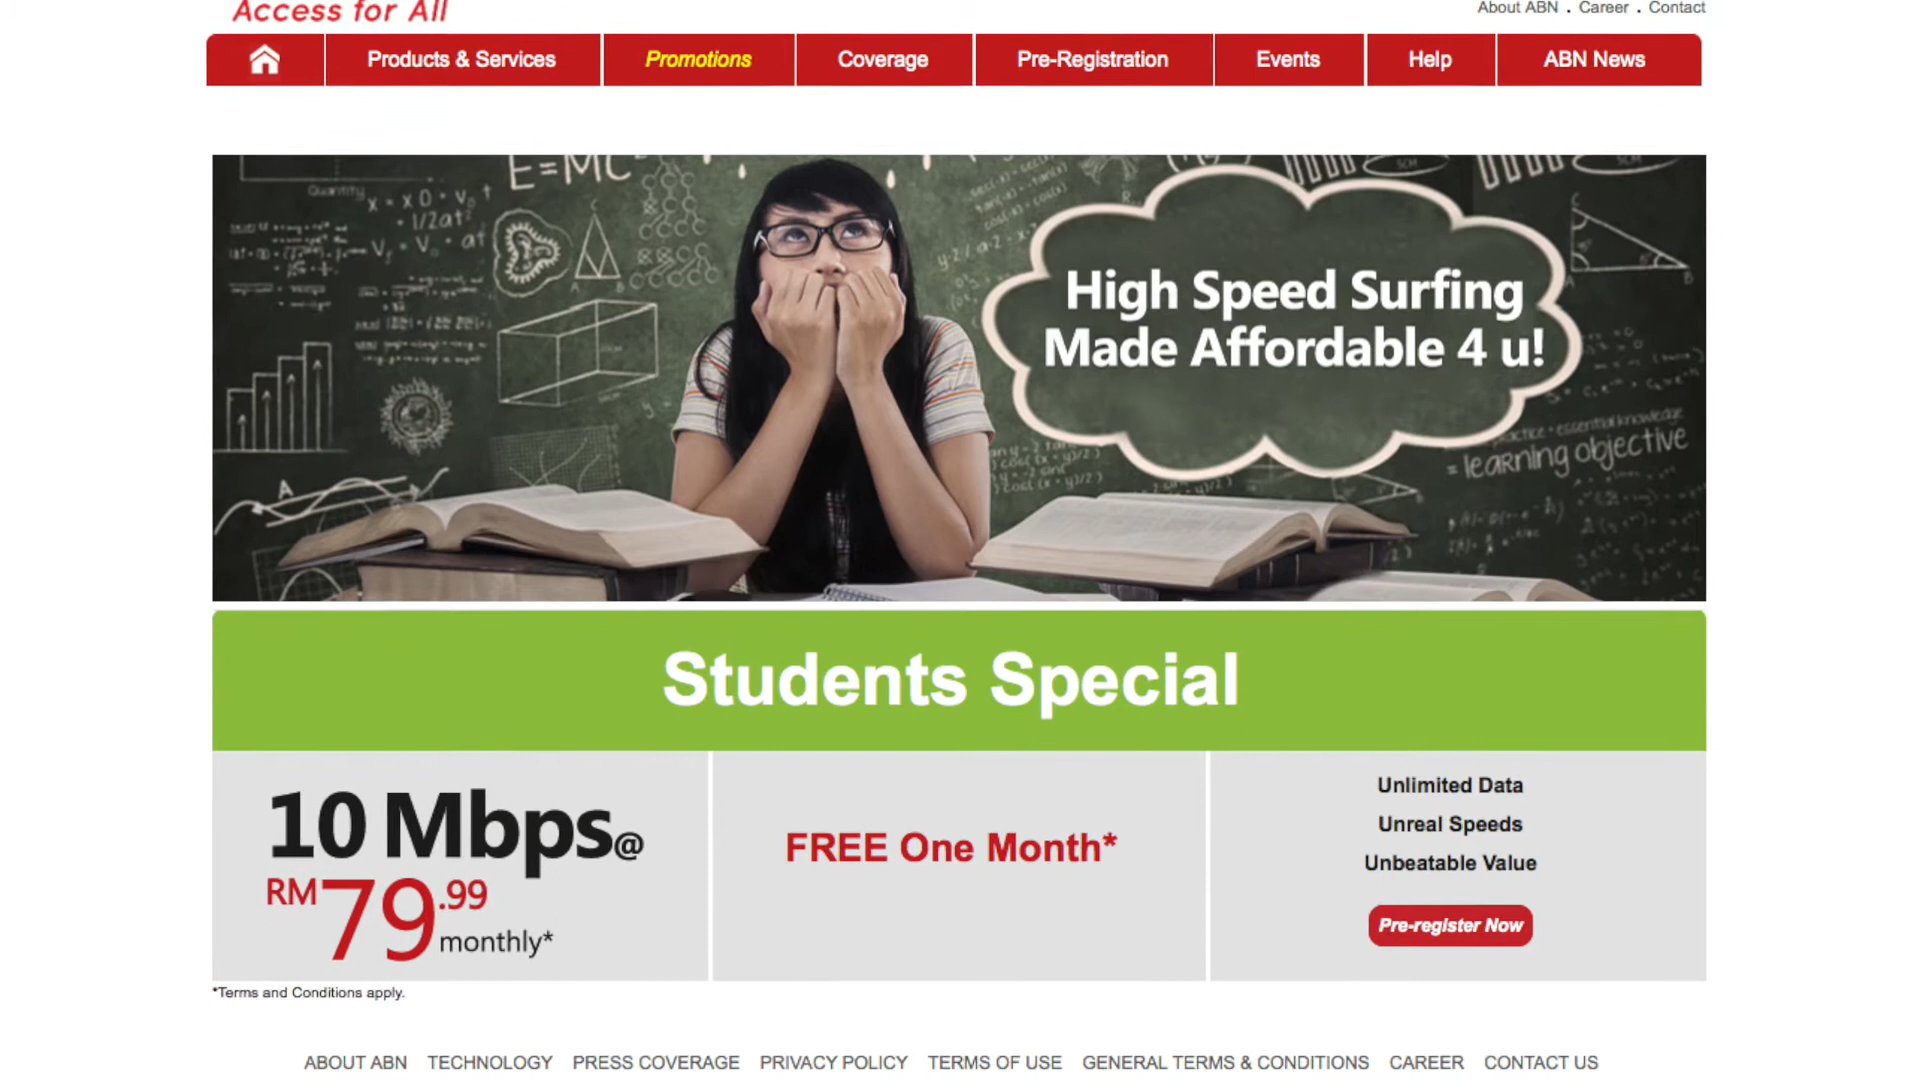 Access for All
About ABN . Career . Contact
Products & Services
Promotions
Coverage
Pre-Registration
Events
Help
ABN News
E=MC
Quantity
High Speed Surfing
Made Affordable 4 u!
= learning objective
Students Special
10 Mbps@
RM79.99
monthly*
FREE One Month*
Unlimited Data
Unreal Speeds
Unbeatable Value
Pre-register Now
*Terms and Conditions apply.
ABOUT ABN TECHNOLOGY PRESS COVERAGE PRIVACY POLICY TERMS OF USE GENERAL TERMS & CONDITIONS CAREER CONTACT US